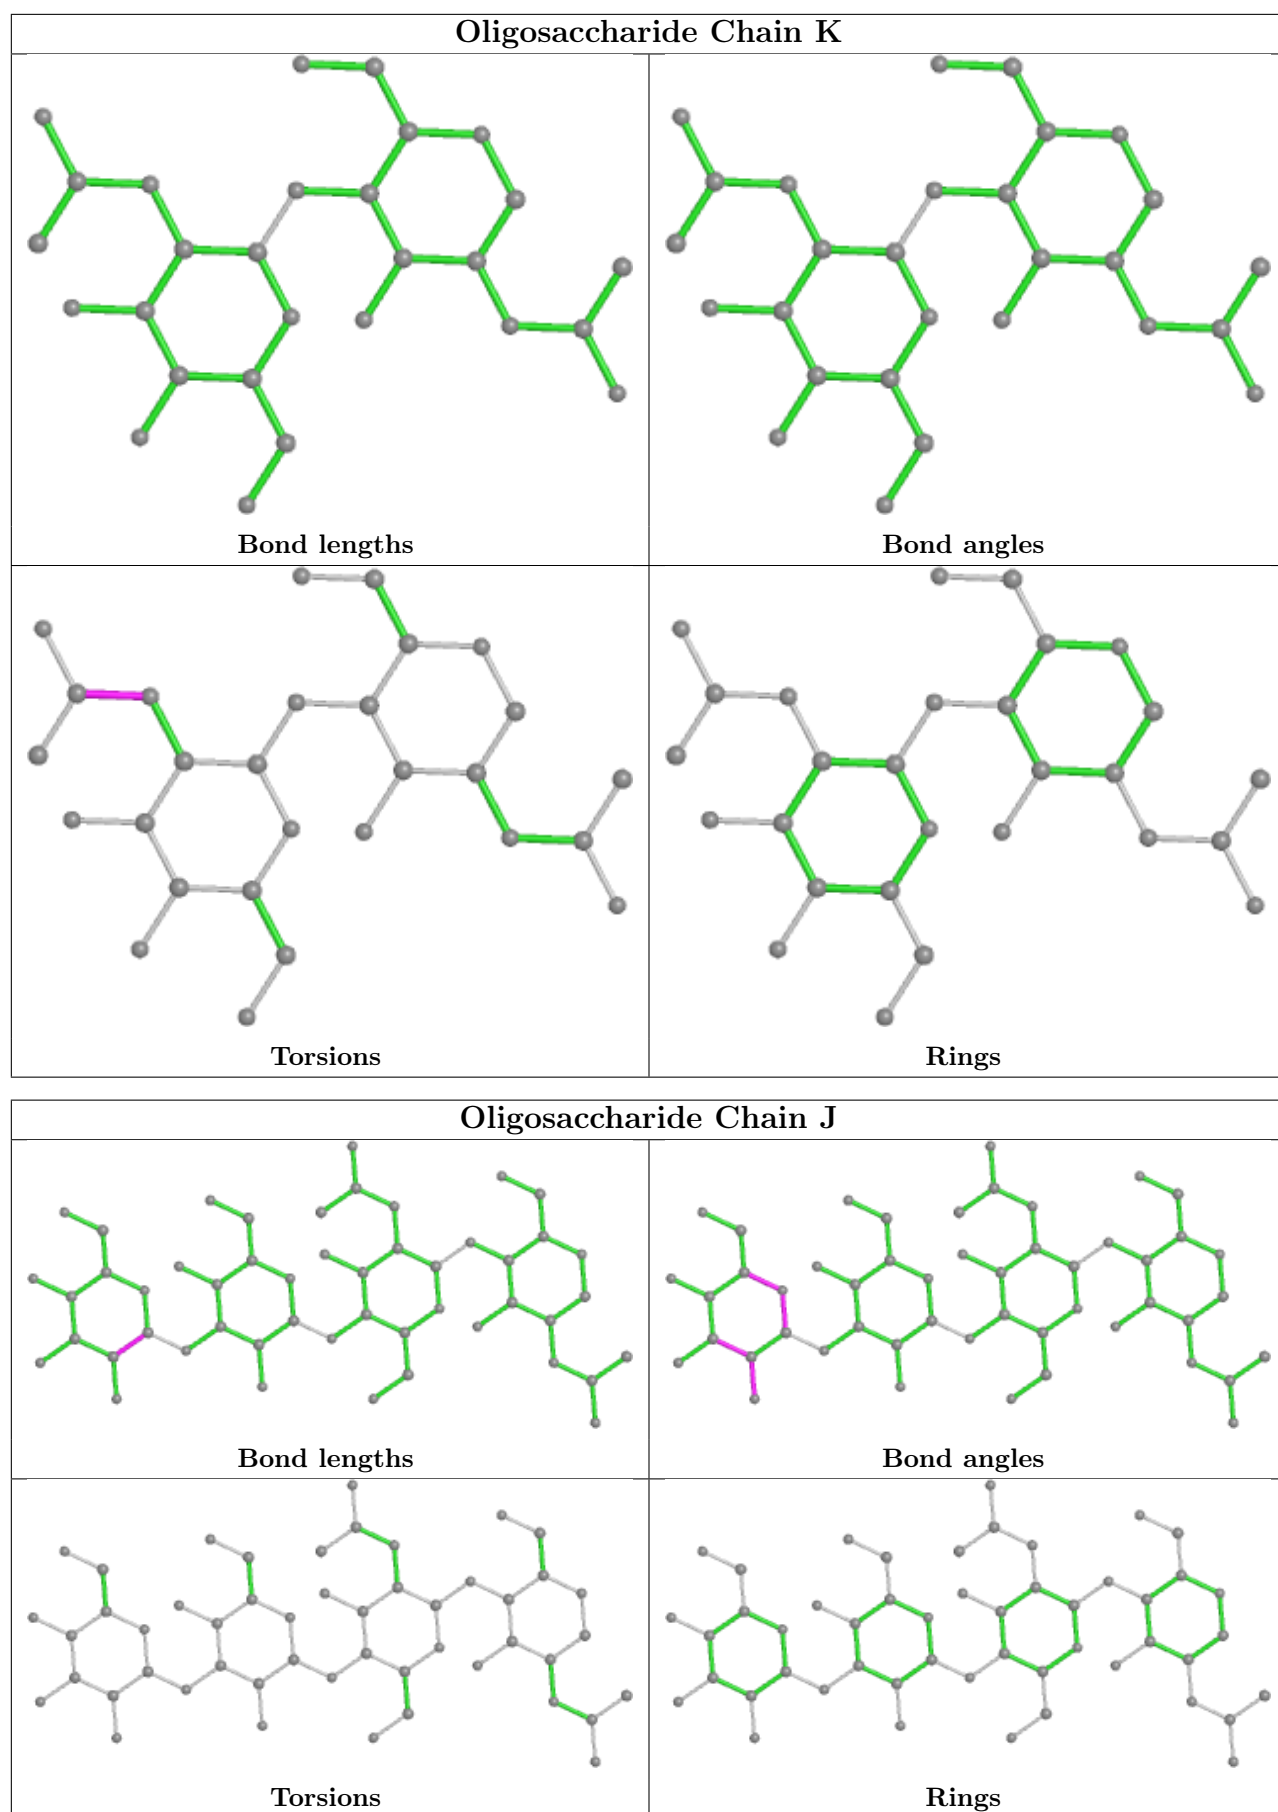 Oligosaccharide Chain K
Bond lengths
Bond angles
Torsions
Rings
Oligosaccharide Chain J
Bond lengths
Bond angles
Torsions
Rings